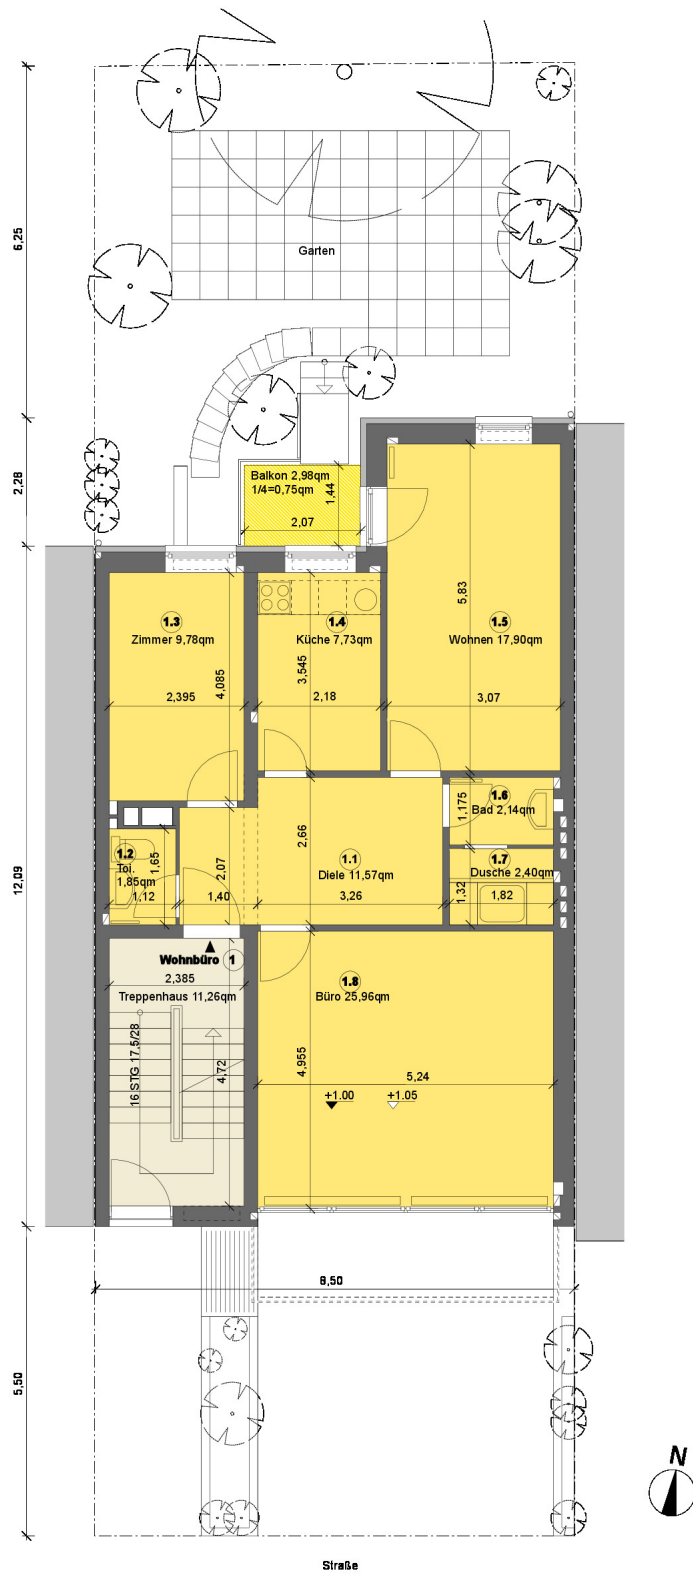 6,25
Garten
2,28
Balkon 2,98qm
1/4=0,75qm
1,44
2,07
1.3
Zimmer 9,78qm
1.4
Küche 7,73qm
1.5
Wohnen 17,90qm
5,83
4,085
3,545
2,395
2,18
3,07
1.6
Bad 2,14qm
1,175
1.2
Toi.
1,85qm
1,65
1,12
2,07
1,40
2,66
1.1
Diele 11,57qm
3,26
1.7
Dusche 2,40qm
1,32
1,82
12,09
Wohnbüro 1
2,385
Treppenhaus 11,26qm
16 STG 17,5/28
4,72
1.8
Büro 25,96qm
4,955
5,24
+1.00
+1.05
8,50
5,50
N
Straße